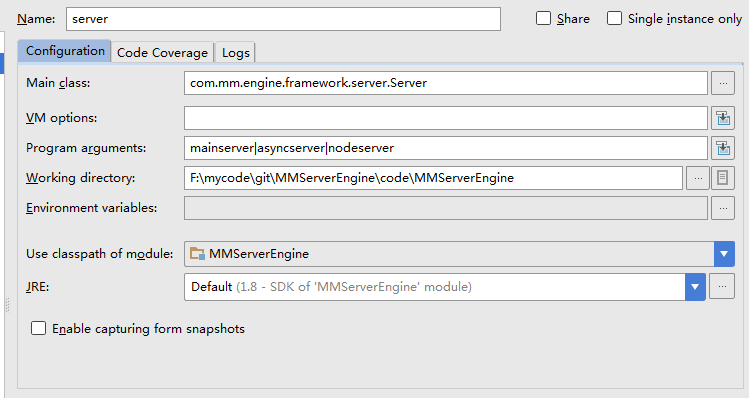 Name: server Share Single instance only
Configuration Code Coverage Logs
Main class: com.mm.engine.framework.server.Server ...
VM options:
Program arguments: mainserver|asyncserver|nodeserver
Working directory: F:\mycode\git\MMServerEngine\code\MMServerEngine ...
Environment variables: ...
Use classpath of module: MMServerEngine
JRE: Default (1.8 - SDK of 'MMServerEngine' module) ...
Enable capturing form snapshots